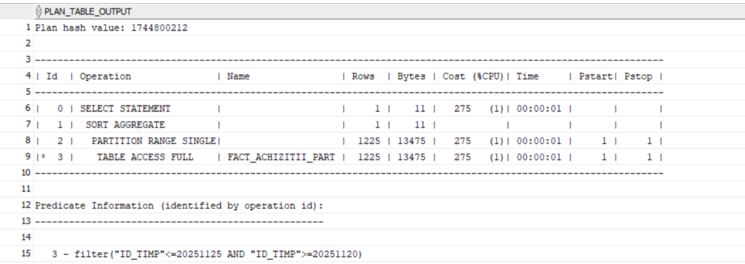 PLAN_TABLE_OUTPUT
1 Plan hash value: 1744800212
2
3 ------------------------------------------------------------------------------------------------------------
4 | Id | Operation | Name | Rows | Bytes | Cost (%CPU)| Time | Pstart| Pstop |
5 ------------------------------------------------------------------------------------------------------------
6 | 0 | SELECT STATEMENT | | 1 | 11 | 275 (1)| 00:00:01 | | |
7 | 1 | SORT AGGREGATE | | 1 | 11 | | | | |
8 | 2 | PARTITION RANGE SINGLE| | 1225 | 13475 | 275 (1)| 00:00:01 | 1 | 1 |
9 |* 3 | TABLE ACCESS FULL | FACT_ACHIZITII_PART | 1225 | 13475 | 275 (1)| 00:00:01 | 1 | 1 |
10 ------------------------------------------------------------------------------------------------------------
11
12 Predicate Information (identified by operation id):
13 ---------------------------------------------------
14
15 3 - filter("ID_TIMP"<=20251125 AND "ID_TIMP">=20251120)